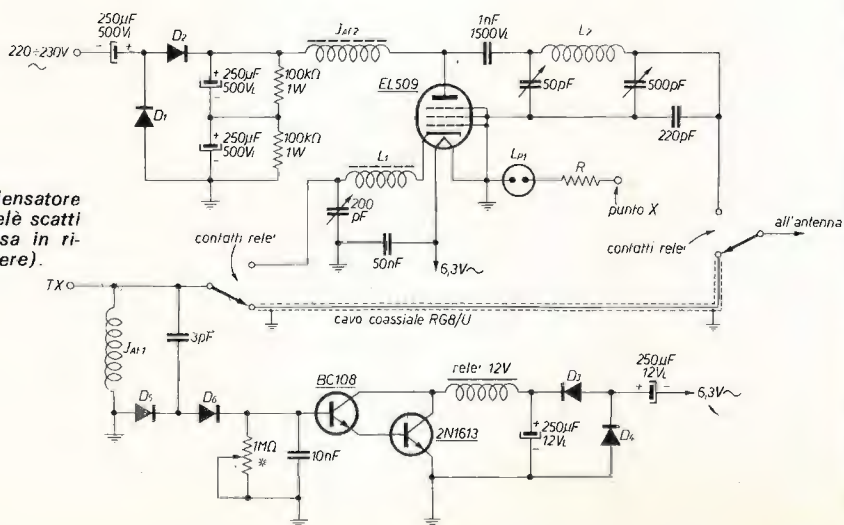 250µF
500Vl
220÷230V
~
D2
D1
250µF
500Vl
250µF
500Vl
100kΩ
1W
100kΩ
1W
JAF2
1nF
1500Vl
L2
EL509
50pF
500pF
220pF
L1
200
pF
50nF
6,3V~
Lp1
R
punto X
contatti relè
contatti relè
all'antenna
ensatore
elè scatti
sa in ri-
ere).
TX
cavo coassiale RG8/U
JAF1
3pF
D5
D6
1MΩ
*
10nF
BC108
2N1613
relè 12V
250µF
12Vl
D3
D4
250µF
12Vl
6,3V~